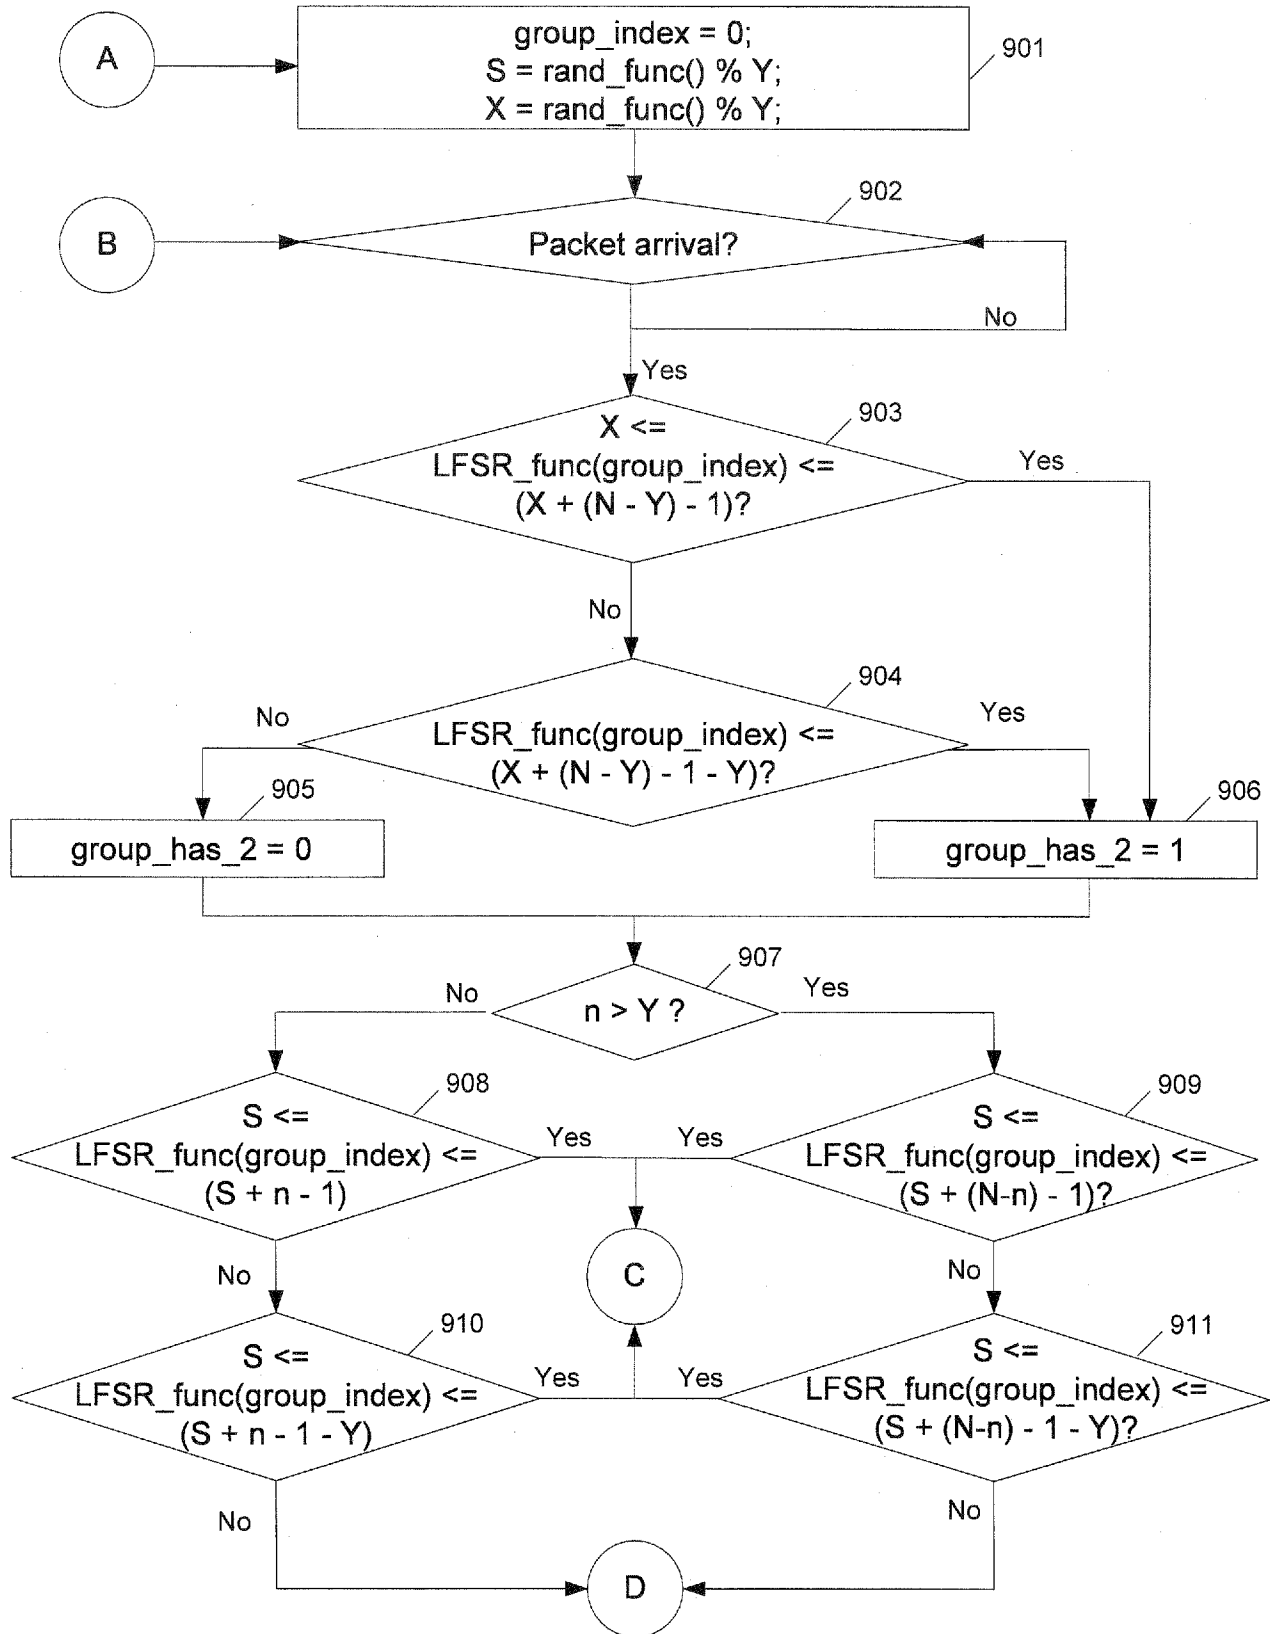 A
group_index = 0;
S = rand_func() % Y;
X = rand_func() % Y;
901
902
B
Packet arrival?
No
Yes
903
X <=
LFSR_func(group_index) <=
(X + (N - Y) - 1)?
Yes
No
904
No
LFSR_func(group_index) <=
(X + (N - Y) - 1 - Y)?
Yes
905
group_has_2 = 0
906
group_has_2 = 1
907
No
n > Y ?
Yes
908
S <=
LFSR_func(group_index) <=
(S + n - 1)
Yes
Yes
909
S <=
LFSR_func(group_index) <=
(S + (N-n) - 1)?
No
C
No
910
S <=
LFSR_func(group_index) <=
(S + n - 1 - Y)
Yes
Yes
911
S <=
LFSR_func(group_index) <=
(S + (N-n) - 1 - Y)?
No
No
D